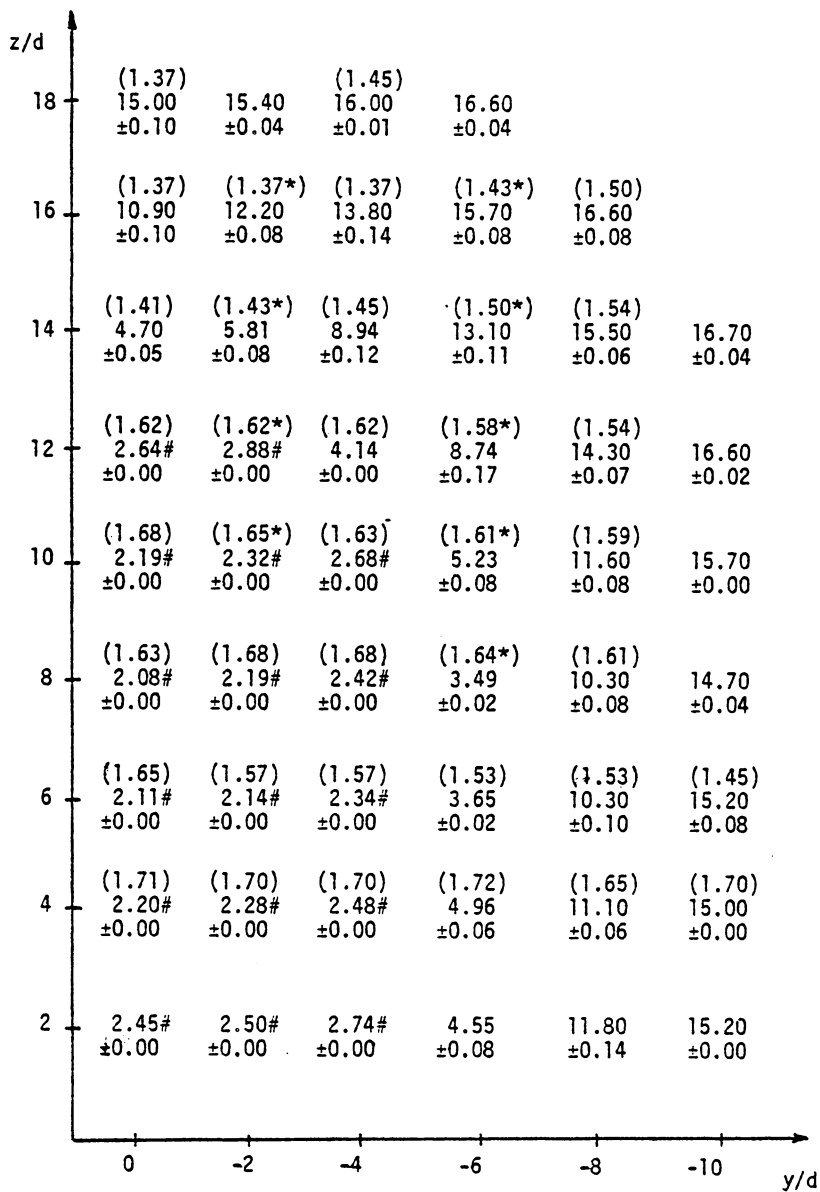 z/d
(1.37) (1.45)
18 15.00 15.40 16.00 16.60
±0.10 ±0.04 ±0.01 ±0.04
(1.37) (1.37*) (1.37) (1.43*) (1.50)
16 10.90 12.20 13.80 15.70 16.60
±0.10 ±0.08 ±0.14 ±0.08 ±0.08
(1.41) (1.43*) (1.45) (1.50*) (1.54)
14 4.70 5.81 8.94 13.10 15.50 16.70
±0.05 ±0.08 ±0.12 ±0.11 ±0.06 ±0.04
(1.62) (1.62*) (1.62) (1.58*) (1.54)
12 2.64# 2.88# 4.14 8.74 14.30 16.60
±0.00 ±0.00 ±0.00 ±0.17 ±0.07 ±0.02
(1.68) (1.65*) (1.63) (1.61*) (1.59)
10 2.19# 2.32# 2.68# 5.23 11.60 15.70
±0.00 ±0.00 ±0.00 ±0.08 ±0.08 ±0.00
(1.63) (1.68) (1.68) (1.64*) (1.61)
8 2.08# 2.19# 2.42# 3.49 10.30 14.70
±0.00 ±0.00 ±0.00 ±0.02 ±0.08 ±0.04
(1.65) (1.57) (1.57) (1.53) (1.53) (1.45)
6 2.11# 2.14# 2.34# 3.65 10.30 15.20
±0.00 ±0.00 ±0.00 ±0.02 ±0.10 ±0.08
(1.71) (1.70) (1.70) (1.72) (1.65) (1.70)
4 2.20# 2.28# 2.48# 4.96 11.10 15.00
±0.00 ±0.00 ±0.00 ±0.06 ±0.06 ±0.00
2 2.45# 2.50# 2.74# 4.55 11.80 15.20
±0.00 ±0.00 ±0.00 ±0.08 ±0.14 ±0.00
0 -2 -4 -6 -8 -10
y/d